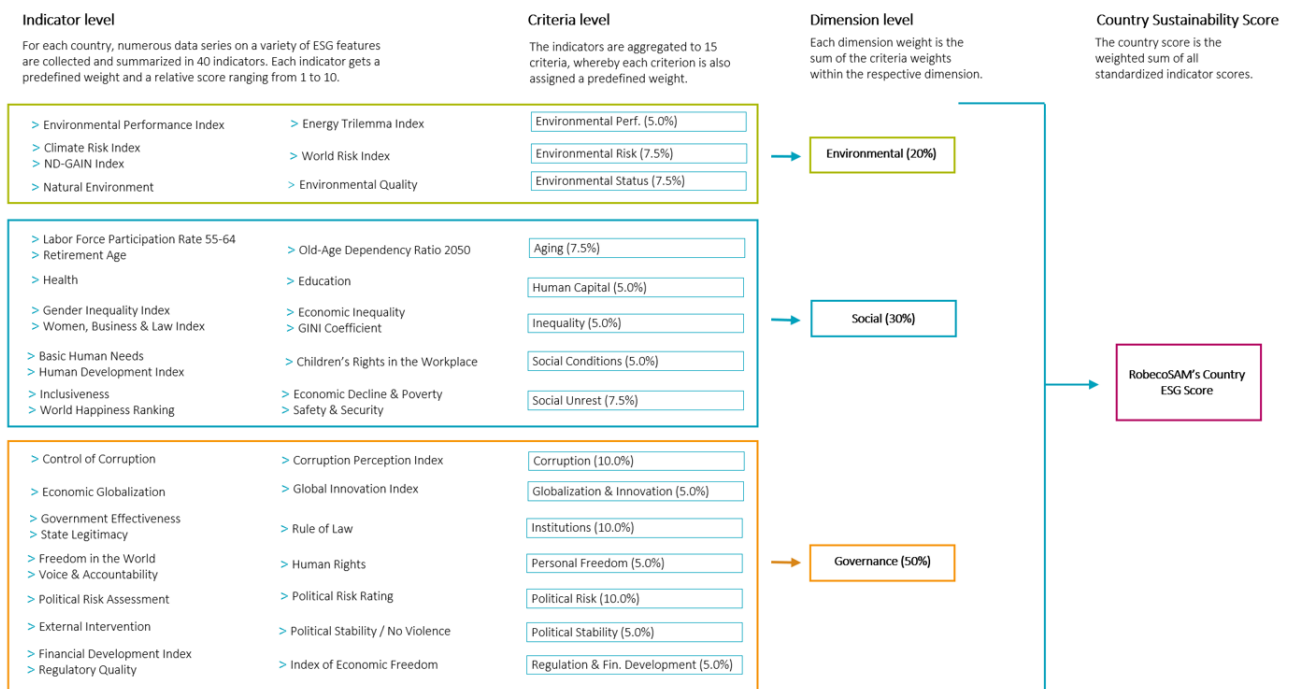 Indicator level
For each country, numerous data series on a variety of ESG features
are collected and summarized in 40 indicators. Each indicator gets a
predefined weight and a relative score ranging from 1 to 10.
Criteria level
The indicators are aggregated to 15
criteria, whereby each criterion is also
assigned a predefined weight.
Dimension level
Each dimension weight is the
sum of the criteria weights
within the respective dimension.
Country Sustainability Score
The country score is the
weighted sum of all
standardized indicator scores.
> Environmental Performance Index
> Energy Trilemma Index
Environmental Perf. (5.0%)
> Climate Risk Index
> ND-GAIN Index
> World Risk Index
Environmental Risk (7.5%)
> Natural Environment
> Environmental Quality
Environmental Status (7.5%)
Environmental (20%)
> Labor Force Participation Rate 55-64
> Retirement Age
> Old-Age Dependency Ratio 2050
Aging (7.5%)
> Health
> Education
Human Capital (5.0%)
> Gender Inequality Index
> Women, Business & Law Index
> Economic Inequality
> GINI Coefficient
Inequality (5.0%)
> Basic Human Needs
> Human Development Index
> Children's Rights in the Workplace
Social Conditions (5.0%)
> Inclusiveness
> World Happiness Ranking
> Economic Decline & Poverty
> Safety & Security
Social Unrest (7.5%)
Social (30%)
> Control of Corruption
> Corruption Perception Index
Corruption (10.0%)
> Economic Globalization
> Global Innovation Index
Globalization & Innovation (5.0%)
> Government Effectiveness
> State Legitimacy
> Rule of Law
Institutions (10.0%)
> Freedom in the World
> Voice & Accountability
> Human Rights
Personal Freedom (5.0%)
> Political Risk Assessment
> Political Risk Rating
Political Risk (10.0%)
> External Intervention
> Political Stability / No Violence
Political Stability (5.0%)
> Financial Development Index
> Regulatory Quality
> Index of Economic Freedom
Regulation & Fin. Development (5.0%)
Governance (50%)
RobecoSAM's Country
ESG Score